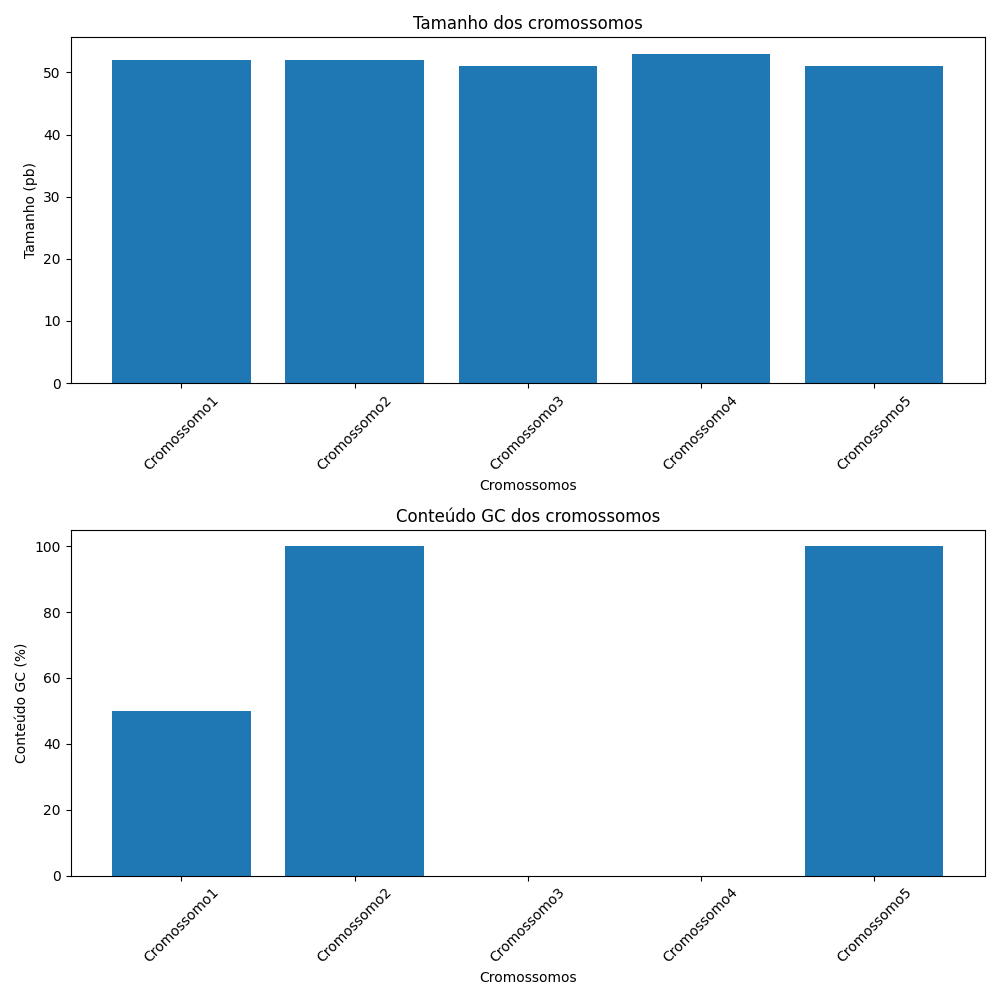 Tamanho dos cromossomos
Tamanho (pb)
50
40
30
20
10
0
Cromossomo1
Cromossomo2
Cromossomo3
Cromossomo4
Cromossomo5
Cromossomos
Conteúdo GC dos cromossomos
Conteúdo GC (%)
100
80
60
40
20
0
Cromossomo1
Cromossomo2
Cromossomo3
Cromossomo4
Cromossomo5
Cromossomos